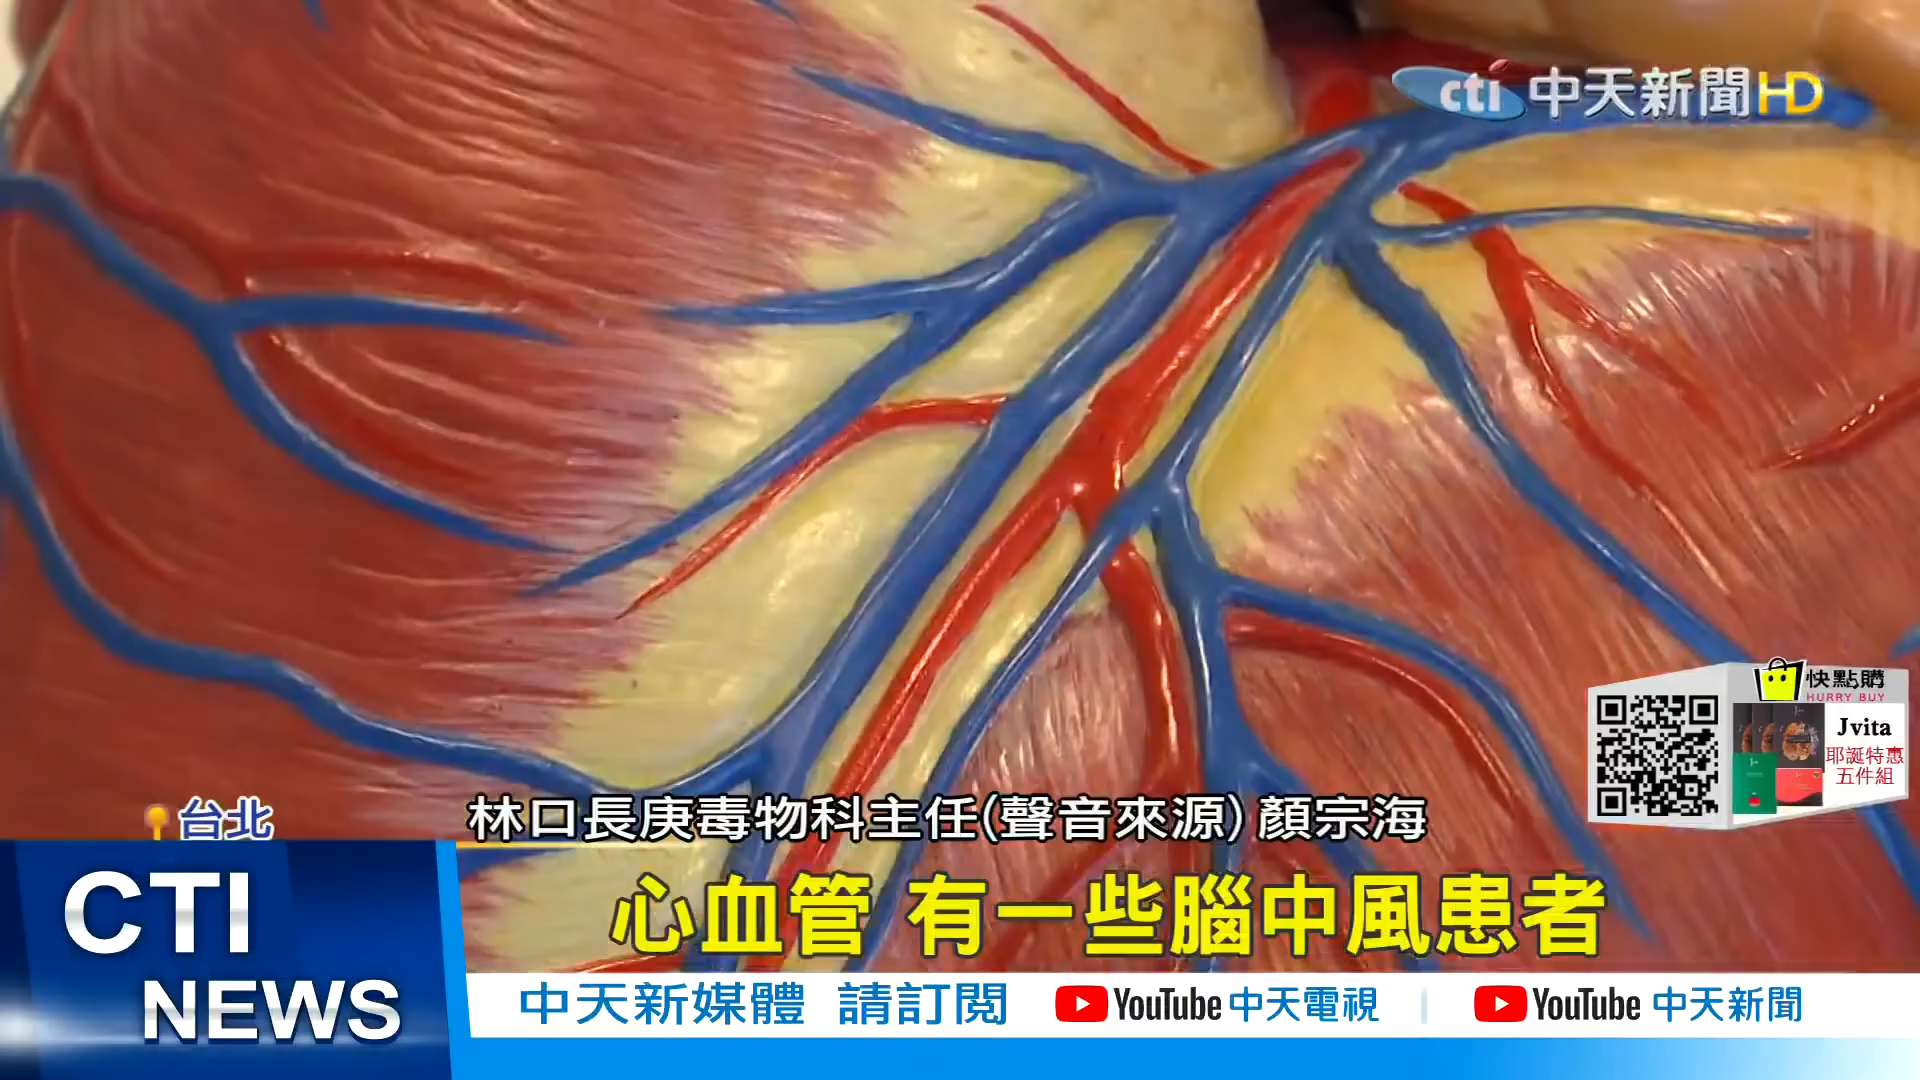 cti 中天新聞HD
快點購
HURRY BUY
Jvita
耶誕特惠
五件組
台北
林口長庚毒物科主任(聲音來源) 顏宗海
心血管 有一些腦中風患者
CTI
NEWS
中天新媒體 請訂閱 YouTube 中天電視 | YouTube 中天新聞